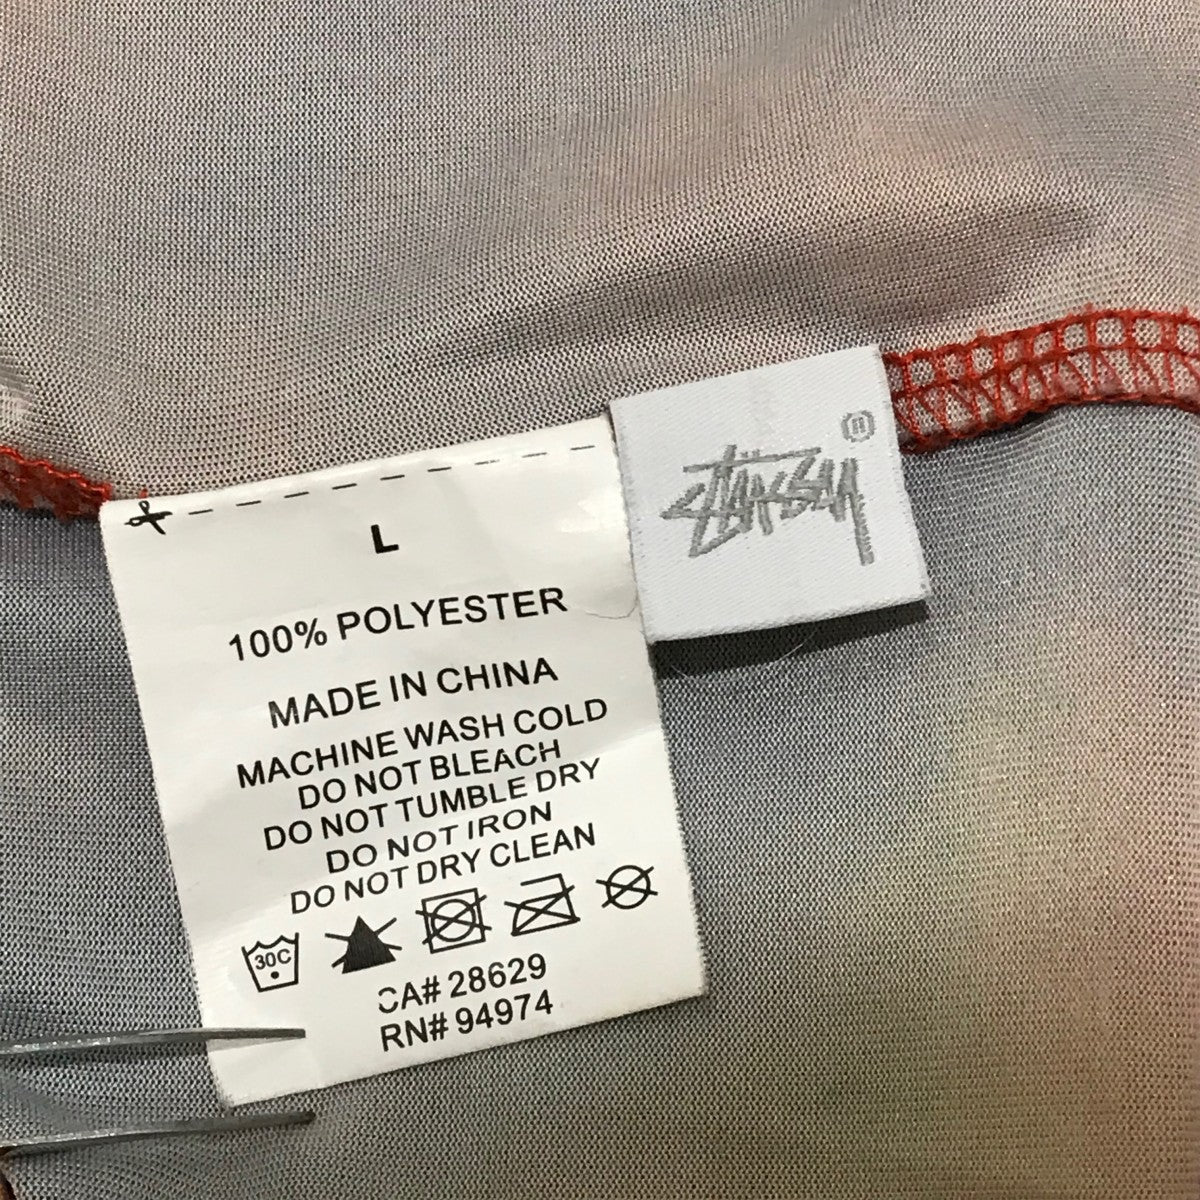 L
100% POLYESTER
MADE IN CHINA
MACHINE WASH COLD
DO NOT BLEACH
DO NOT TUMBLE DRY
DO NOT IRON
DO NOT DRY CLEAN
30C
CA# 28629
RN# 94974
STÜSSY
®